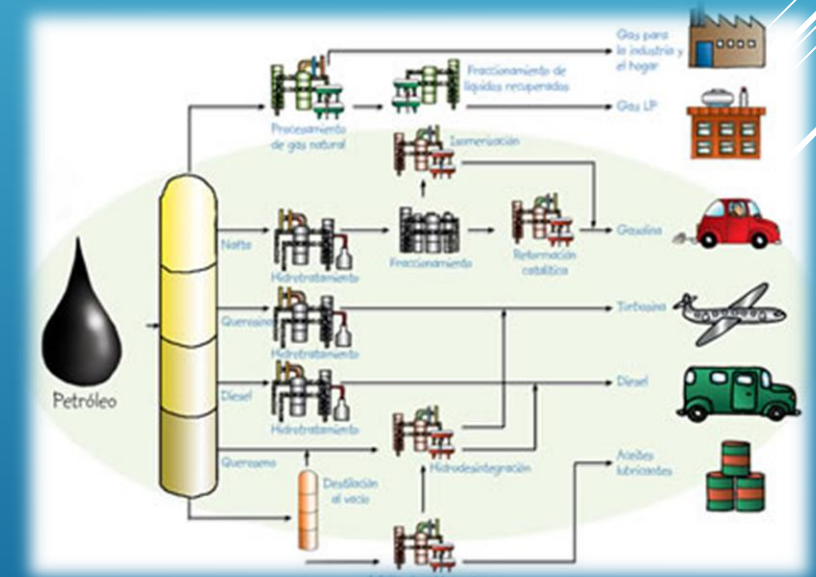 Gas para
la industria y
el hogar
Fraccionamiento de
líquidos recuperados
Gas LP
Procesamiento
de gas natural
Isomerización
Nafta
Hidrotratamiento
Fraccionamiento
Reformación
catalítica
Gasolina
Querosina
Hidrotratamiento
Turbosina
Petróleo
Diesel
Hidrotratamiento
Diesel
Queroseno
Hidrodesintegración
Aceites
lubricantes
Destilación
al vacío